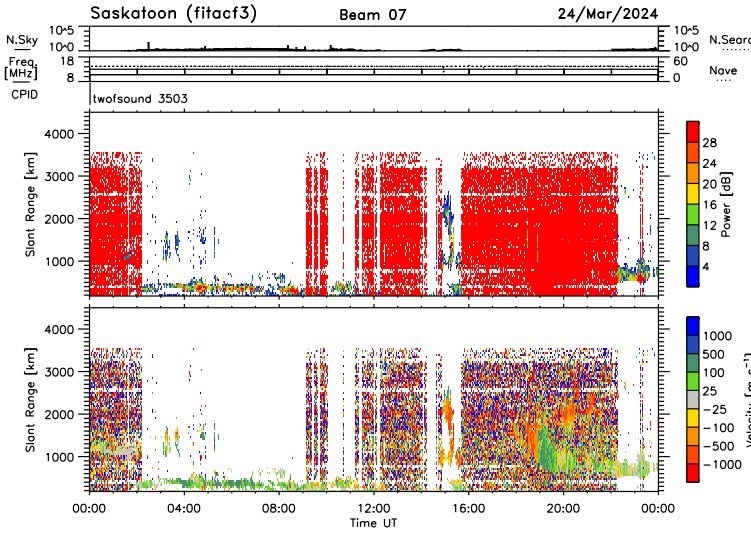 Saskatoon (fitacf3) Beam 07 24/Mar/2024
N.Sky 10^5 10^0 10^5 10^0 N.Sear
Freq. [MHz] 18 8 60 0 Nave
CPID twofsound 3503
Slant Range [km] 4000 3000 2000 1000
Power [dB] 28 24 20 16 12 8 4
Slant Range [km] 4000 3000 2000 1000
Velocity [m s^-1] 1000 500 100 25 -25 -100 -500 -1000
00:00 04:00 08:00 12:00 16:00 20:00 00:00
Time UT